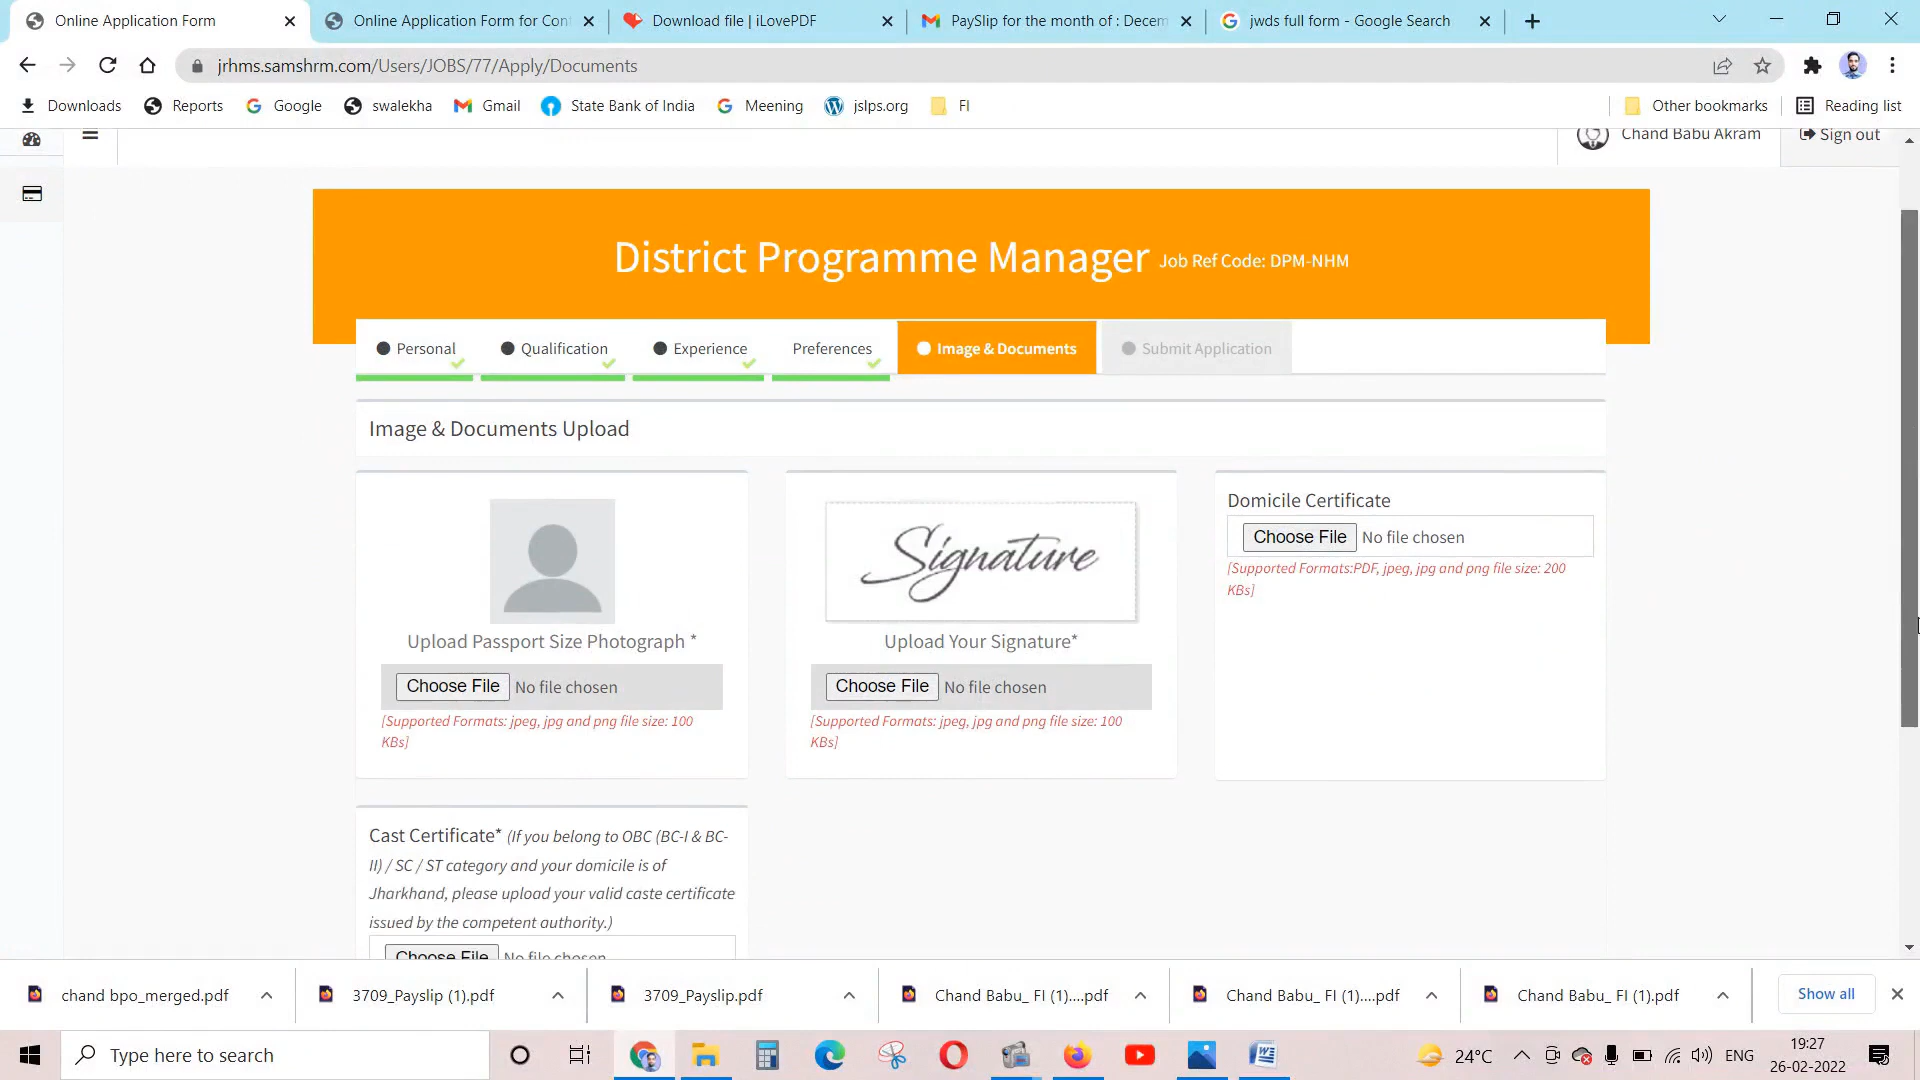 Online Application Form
Online Application Form for Con
Download file | iLovePDF
PaySlip for the month of : Decem
jwds full form - Google Search
jrhms.samshrm.com/Users/JOBS/77/Apply/Documents
Downloads
Reports
Google
swalekha
Gmail
State Bank of India
Meening
jslps.org
FI
Other bookmarks
Reading list
Chand Babu Akram
Sign out
District Programme Manager Job Ref Code: DPM-NHM
Personal
Qualification
Experience
Preferences
Image & Documents
Submit Application
Image & Documents Upload
Signature
Upload Passport Size Photograph *
Choose File No file chosen
[Supported Formats: jpeg, jpg and png file size: 100
KBs]
Upload Your Signature*
Choose File No file chosen
[Supported Formats: jpeg, jpg and png file size: 100
KBs]
Domicile Certificate
Choose File No file chosen
[Supported Formats:PDF, jpeg, jpg and png file size: 200
KBs]
Cast Certificate* (If you belong to OBC (BC-I & BC-
II) / SC / ST category and your domicile is of
Jharkhand, please upload your valid caste certificate
issued by the competent authority.)
Choose File No file chosen
chand bpo_merged.pdf
3709_Payslip (1).pdf
3709_Payslip.pdf
Chand Babu_ FI (1)....pdf
Chand Babu_ FI (1)....pdf
Chand Babu_ FI (1).pdf
Show all
Type here to search
24°C
ENG
19:27
26-02-2022